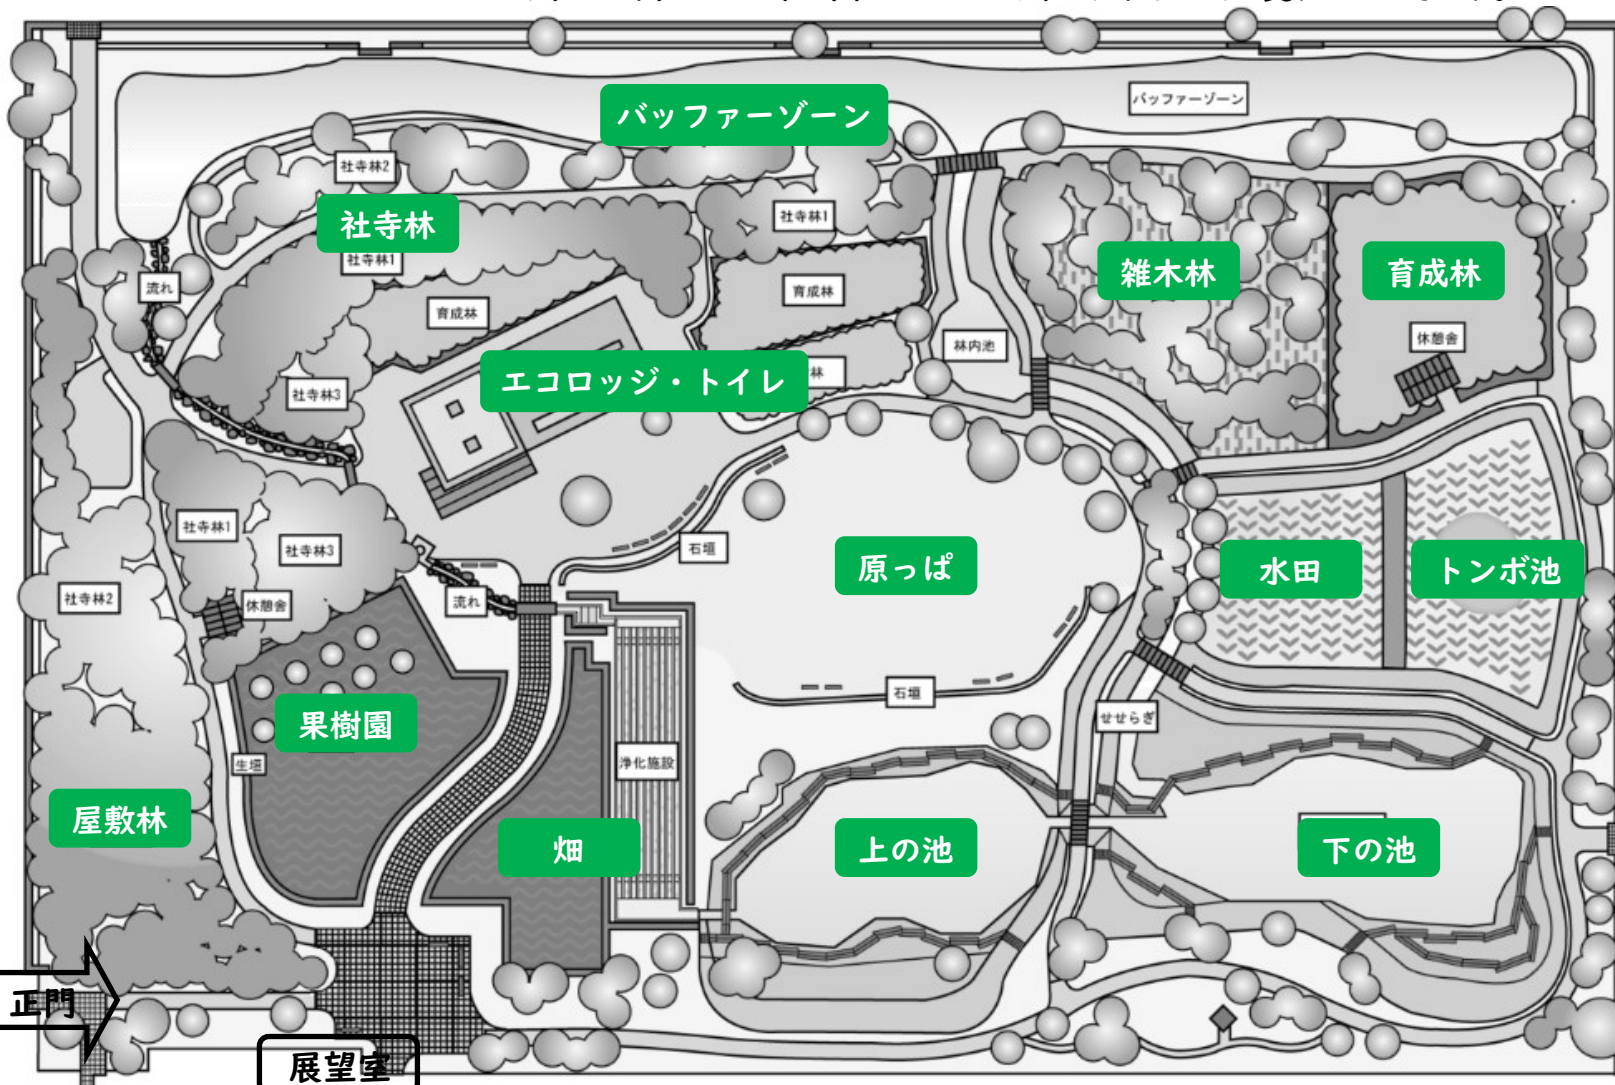 バッファーゾーン
バッファーゾーン
社寺林2
社寺林
社寺林1
社寺林1
雑木林
育成林
流れ
育成林
育成林
林内池
休憩舎
エコロッジ・トイレ
林
社寺林3
社寺林1
社寺林3
石垣
原っぱ
水田
トンボ池
社寺林2
休憩舎
流れ
石垣
果樹園
せせらぎ
生垣
浄化施設
屋敷林
畑
上の池
下の池
正門
展望室